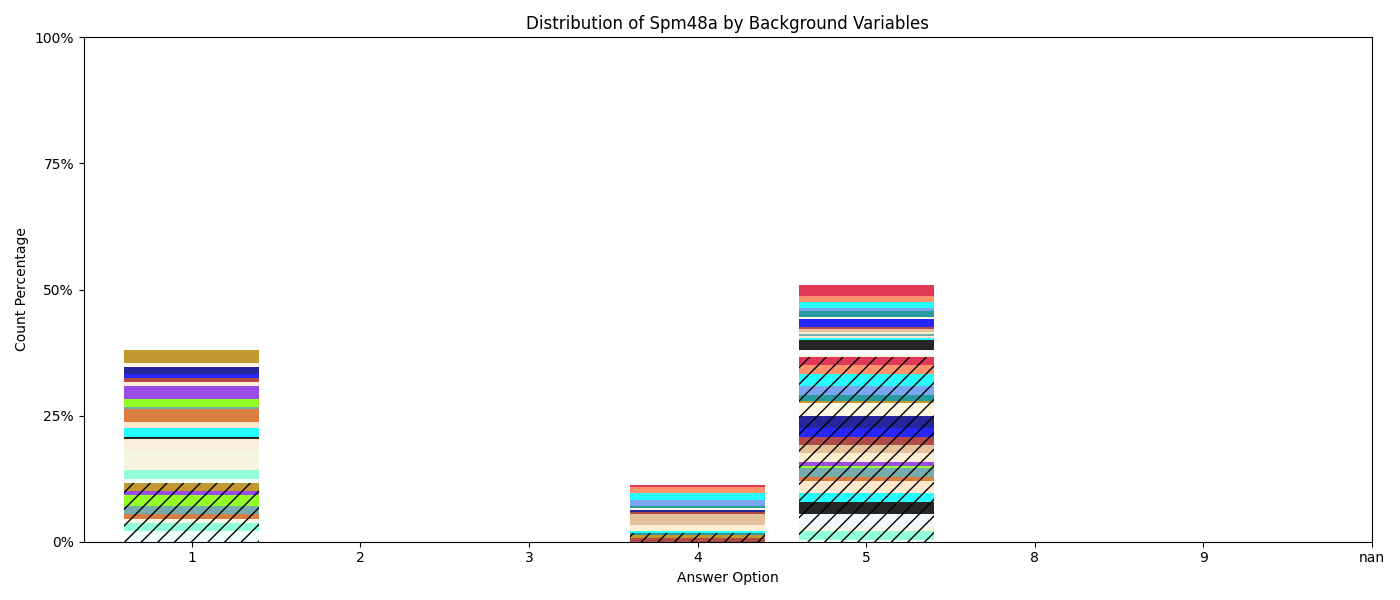 Distribution of Spm48a by Background Variables
100%
75%
50%
25%
0%
Count Percentage
1 2 3 4 5 8 9 nan
Answer Option